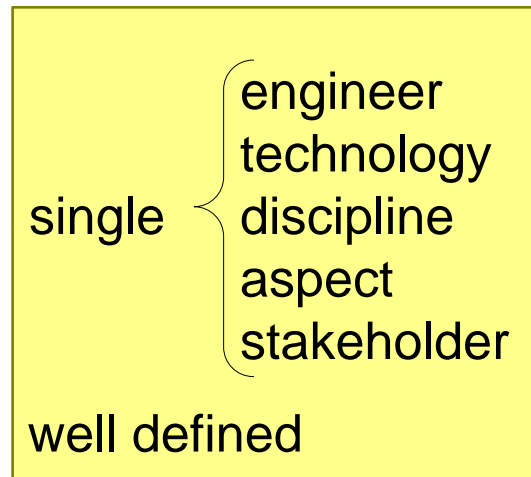 engineer
technology
single discipline
aspect
stakeholder
well defined